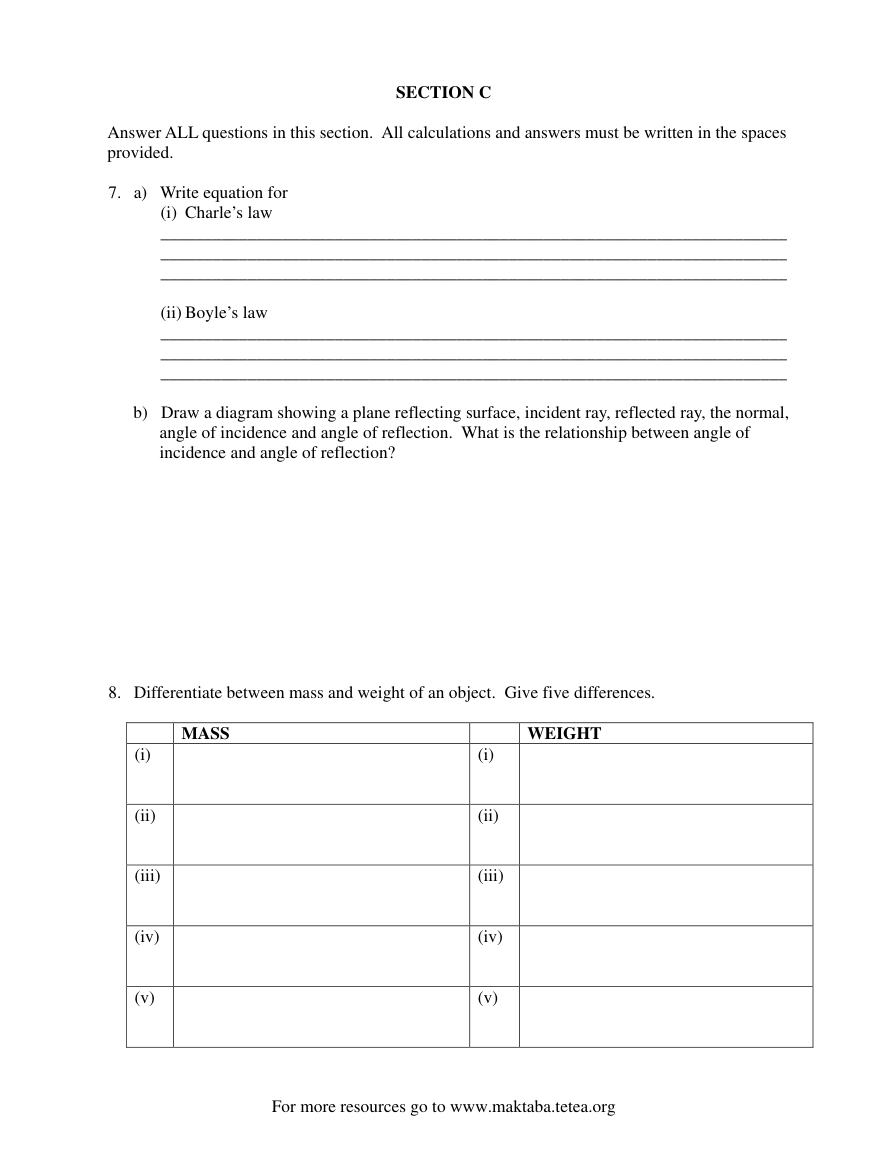 SECTION C
Answer ALL questions in this section. All calculations and answers must be written in the spaces
provided.
7. a) Write equation for
(i) Charle's law
(ii) Boyle's law
b) Draw a diagram showing a plane reflecting surface, incident ray, reflected ray, the normal,
angle of incidence and angle of reflection. What is the relationship between angle of
incidence and angle of reflection?
8. Differentiate between mass and weight of an object. Give five differences.
MASS WEIGHT
(i) (i)
(ii) (ii)
(iii) (iii)
(iv) (iv)
(v) (v)
For more resources go to www.maktaba.tetea.org